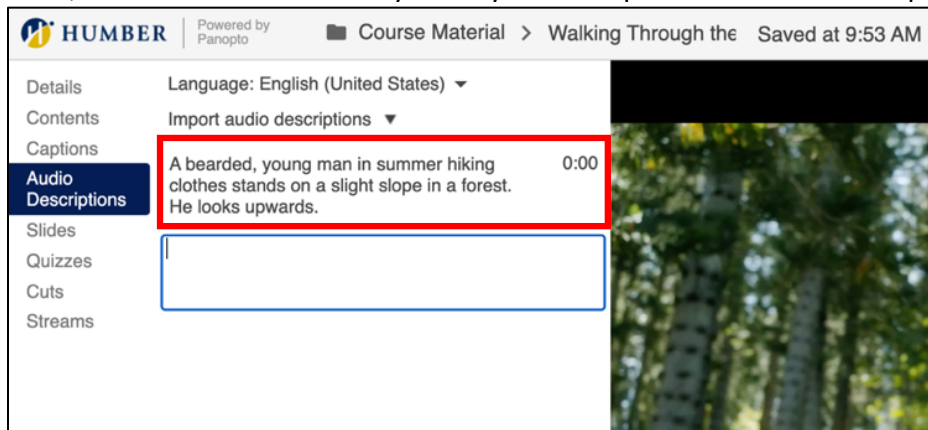 HUMBER
Powered by
Panopto
Course Material > Walking Through the
Saved at 9:53 AM
Details
Contents
Captions
Audio
Descriptions
Slides
Quizzes
Cuts
Streams
Language: English (United States)
Import audio descriptions
A bearded, young man in summer hiking
clothes stands on a slight slope in a forest.
He looks upwards.
0:00